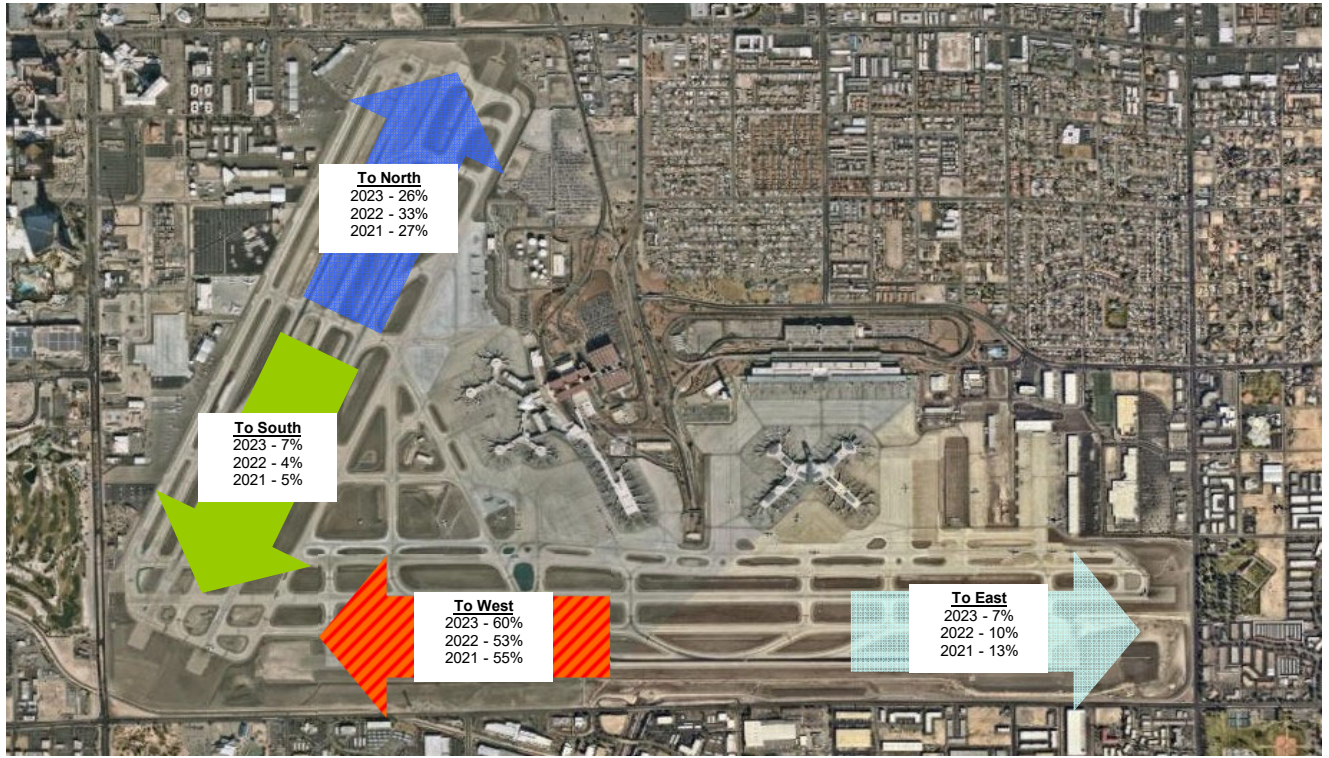 To North
2023 - 26%
2022 - 33%
2021 - 27%
To South
2023 - 7%
2022 - 4%
2021 - 5%
To West
2023 - 60%
2022 - 53%
2021 - 55%
To East
2023 - 7%
2022 - 10%
2021 - 13%